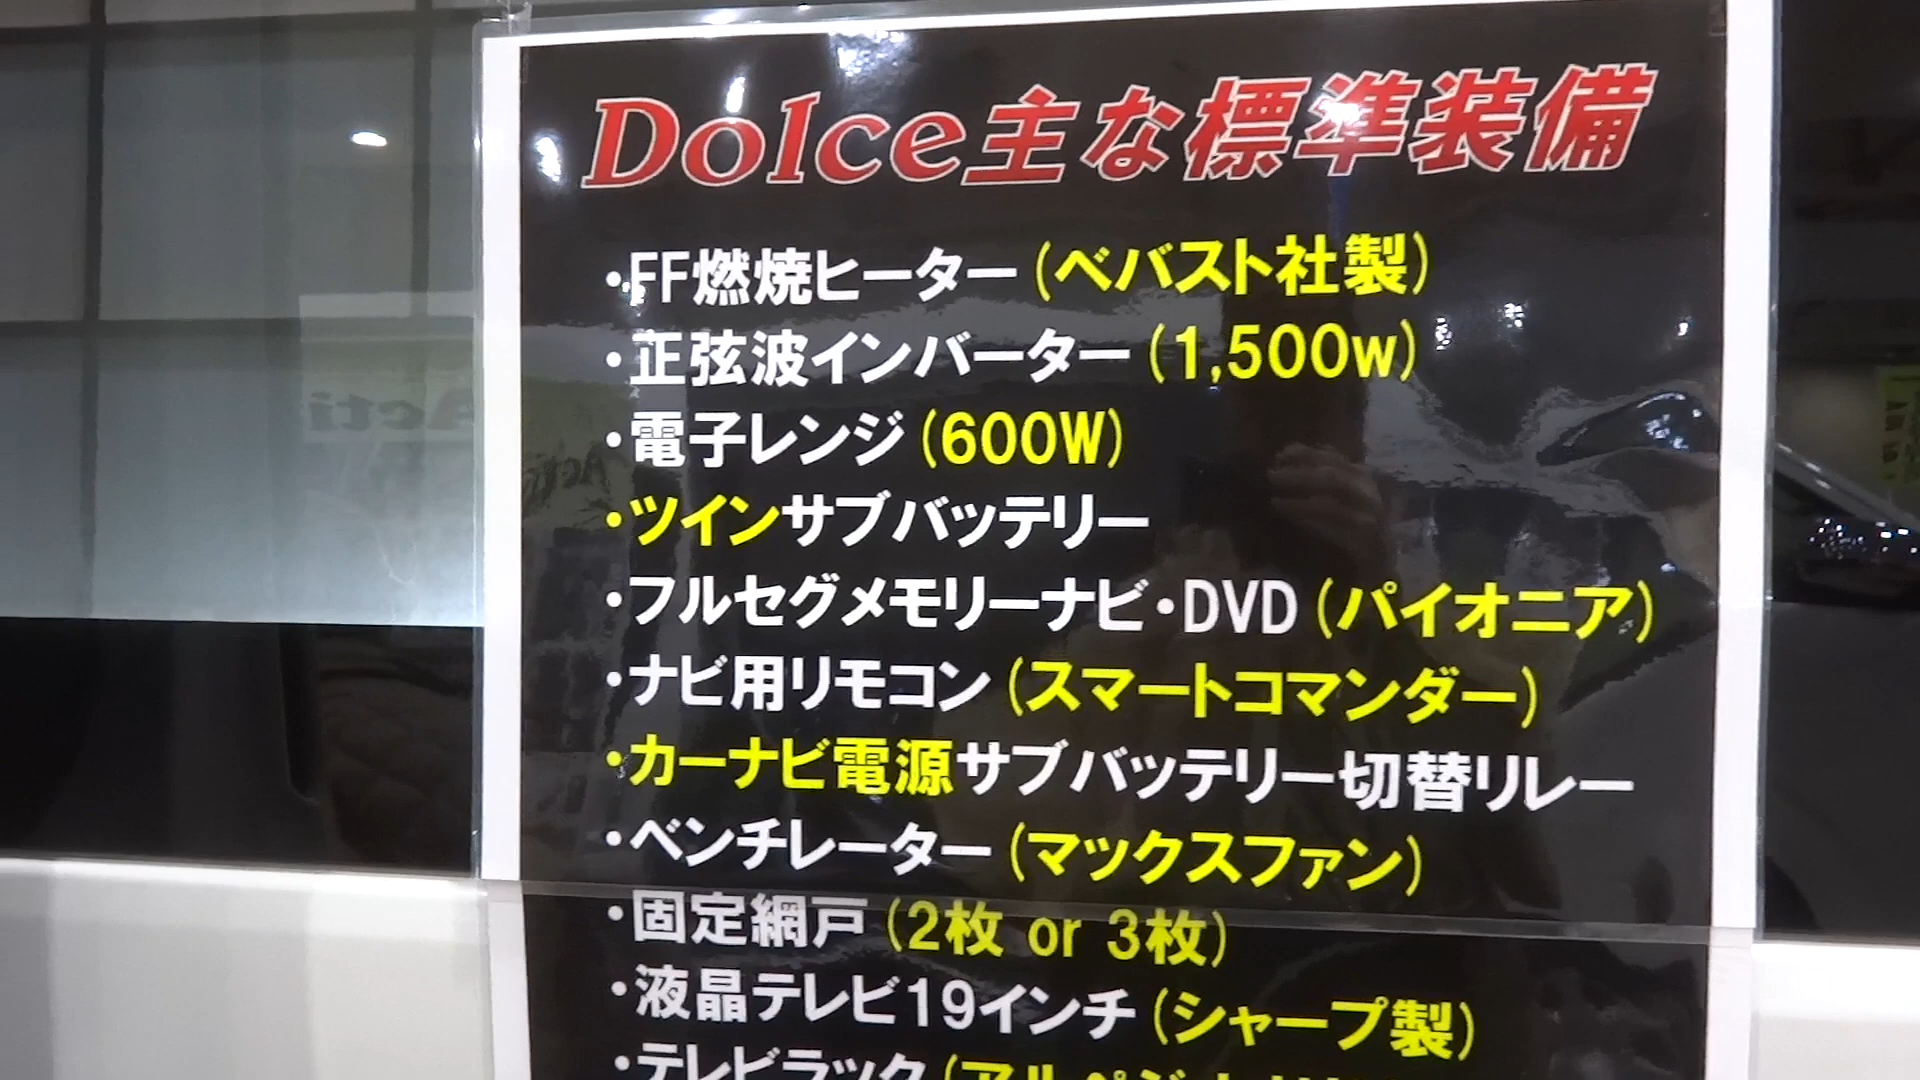 Dolce主な標準装備
・FF燃焼ヒーター(ベバスト社製)
・正弦波インバーター(1,500w)
・電子レンジ(600W)
・ツインサブバッテリー
・フルセグメモリーナビ・DVD(パイオニア)
・ナビ用リモコン(スマートコマンダー)
・カーナビ電源サブバッテリー切替リレー
・ベンチレーター(マックスファン)
・固定網戸(2枚 or 3枚)
・液晶テレビ19インチ(シャープ製)
・テレビラック